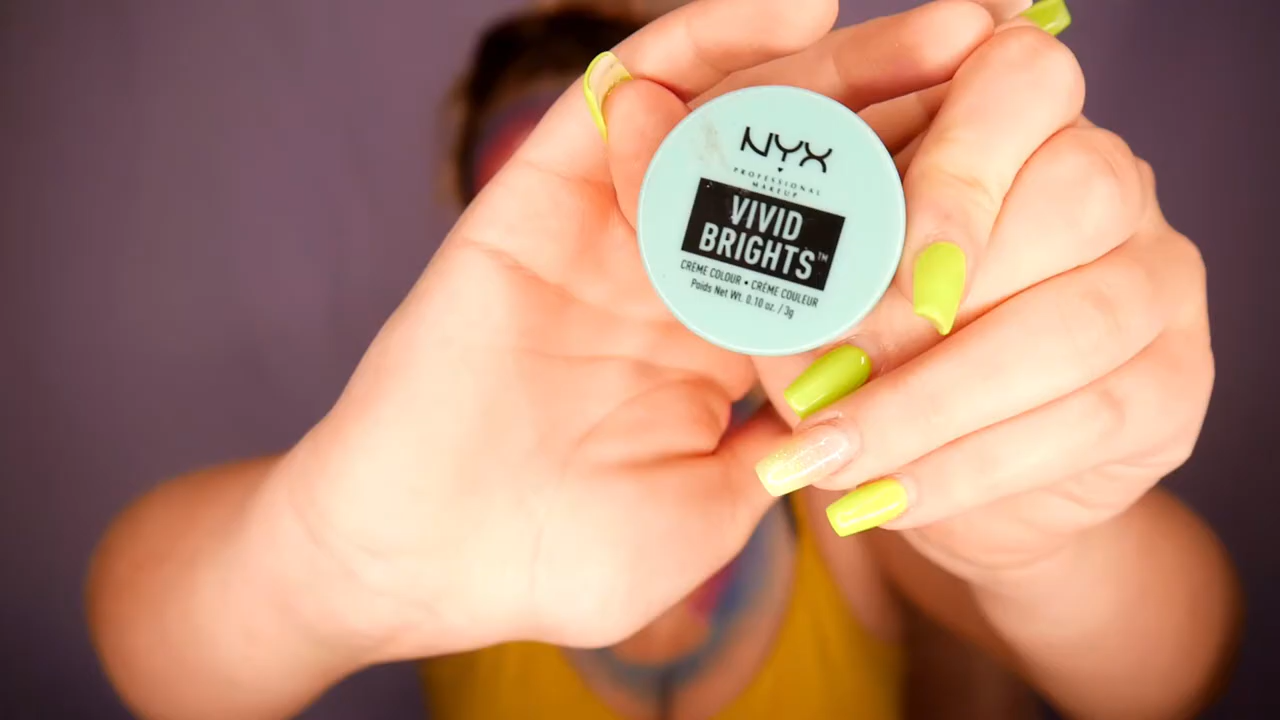 NYX
PROFESSIONAL
MAKEUP
VIVID
BRIGHTS™
CRÈME COLOUR • CRÈME COULEUR
Poids Net Wt. 0.10 oz. / 3g